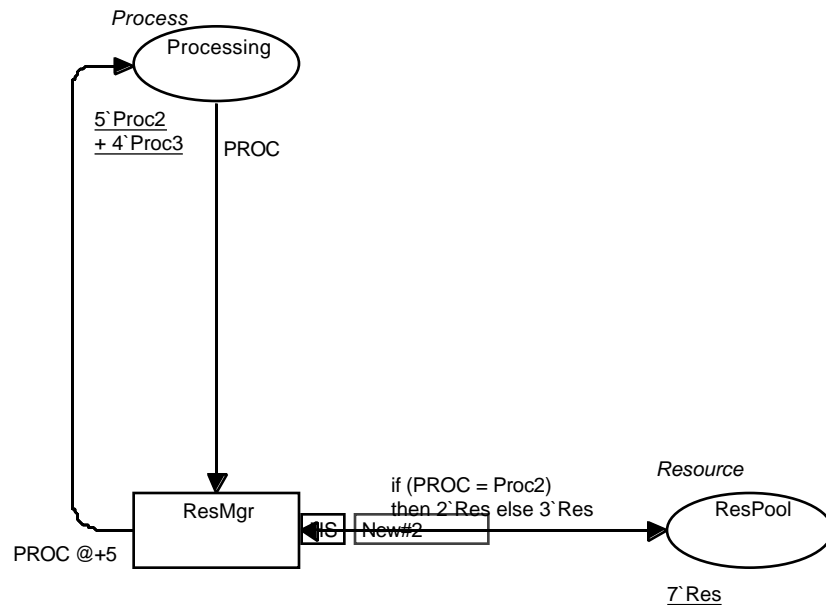 Process
Processing
5`Proc2
+ 4`Proc3
PROC
if (PROC = Proc2)
then 2`Res else 3`Res
Resource
ResMgr
ResPool
New#2
PROC @+5
7`Res